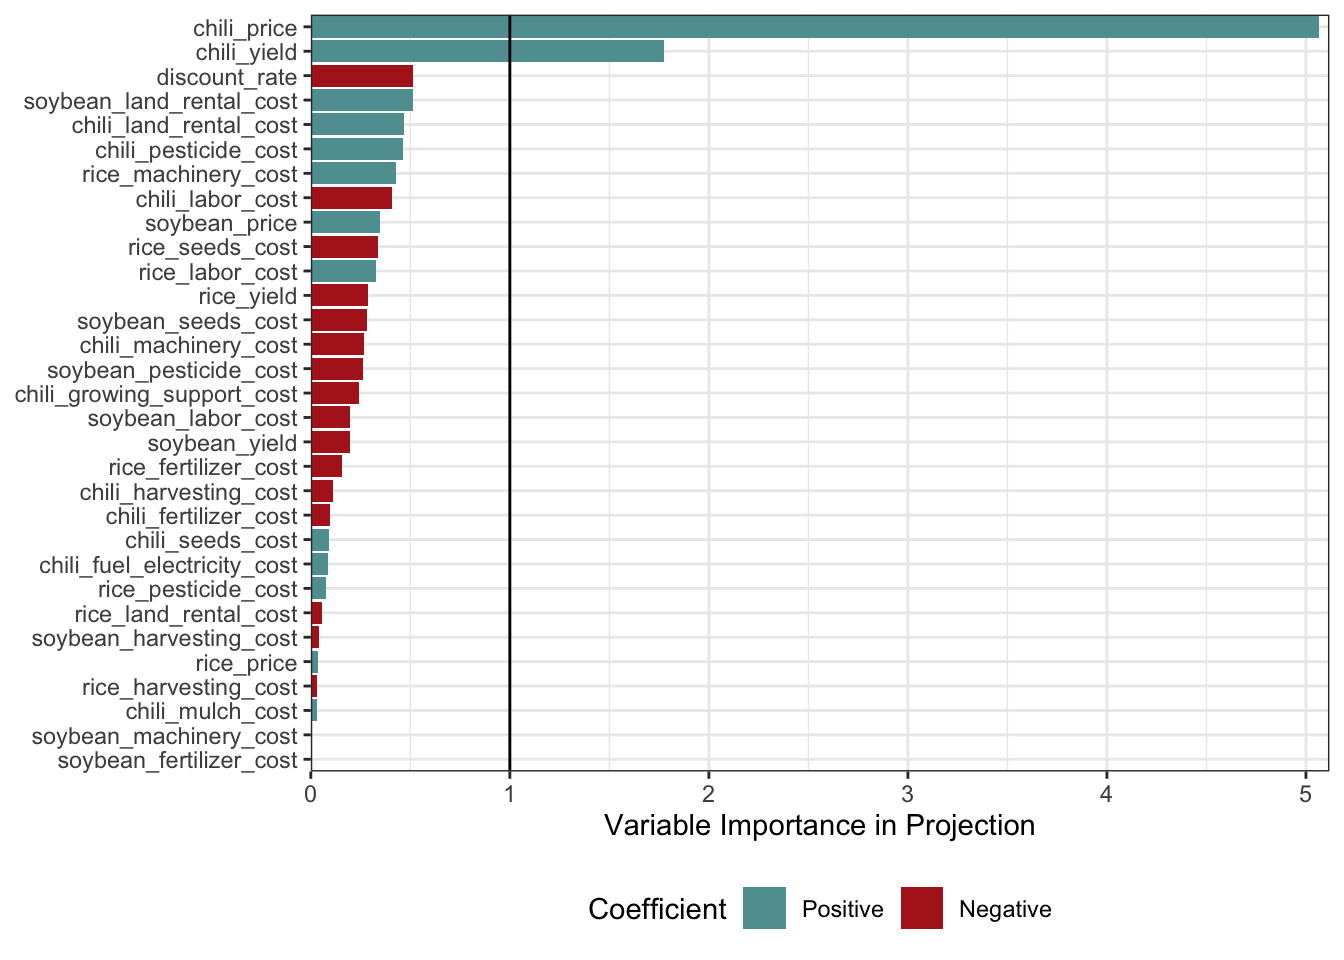 chili_price
chili_yield
discount_rate
soybean_land_rental_cost
chili_land_rental_cost
chili_pesticide_cost
rice_machinery_cost
chili_labor_cost
soybean_price
rice_seeds_cost
rice_labor_cost
rice_yield
soybean_seeds_cost
chili_machinery_cost
soybean_pesticide_cost
chili_growing_support_cost
soybean_labor_cost
soybean_yield
rice_fertilizer_cost
chili_harvesting_cost
chili_fertilizer_cost
chili_seeds_cost
chili_fuel_electricity_cost
rice_pesticide_cost
rice_land_rental_cost
soybean_harvesting_cost
rice_price
rice_harvesting_cost
chili_mulch_cost
soybean_machinery_cost
soybean_fertilizer_cost
0 1 2 3 4 5
Variable Importance in Projection
Coefficient Positive Negative